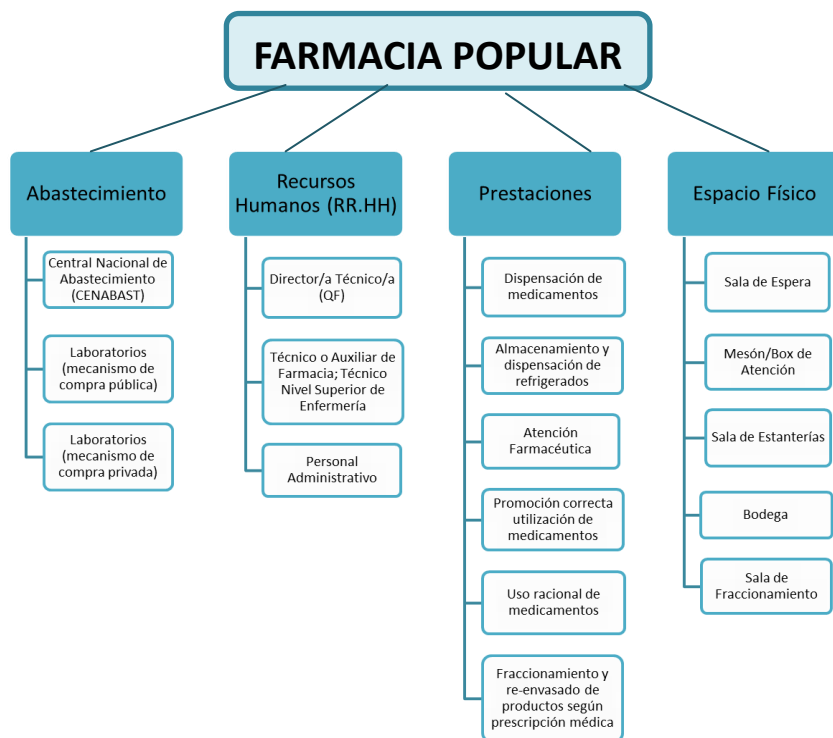 FARMACIA POPULAR
Abastecimiento
Central Nacional de
Abastecimiento
(CENABAST)
Laboratorios
(mecanismo de
compra pública)
Laboratorios
(mecanismo de
compra privada)
Recursos
Humanos (RR.HH)
Director/a Técnico/a
(QF)
Técnico o Auxiliar de
Farmacia; Técnico
Nivel Superior de
Enfermería
Personal
Administrativo
Prestaciones
Dispensación de
medicamentos
Almacenamiento y
dispensación de
refrigerados
Atención
Farmacéutica
Promoción correcta
utilización de
medicamentos
Uso racional de
medicamentos
Fraccionamiento y
re-envasado de
productos según
prescripción médica
Espacio Físico
Sala de Espera
Mesón/Box de
Atención
Sala de Estanterías
Bodega
Sala de
Fraccionamiento